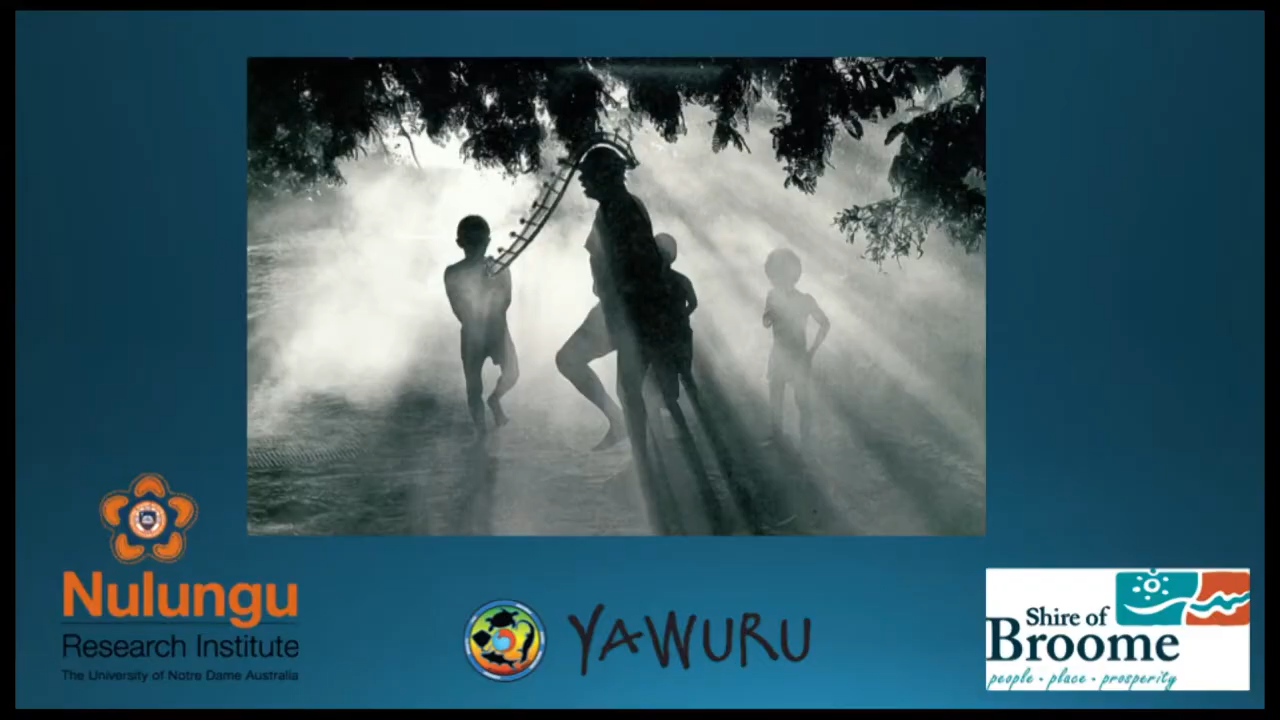 Nulungu
Research Institute
The University of Notre Dame Australia
YAWURU
Shire of
Broome
people · place · prosperity